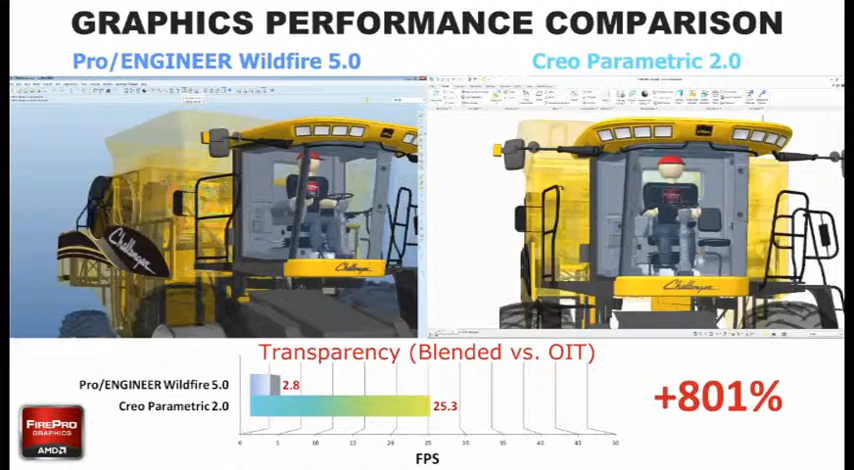 GRAPHICS PERFORMANCE COMPARISON
Pro/ENGINEER Wildfire 5.0
Creo Parametric 2.0
Challenger
Challenger
Challenger
Transparency (Blended vs. OIT)
Pro/ENGINEER Wildfire 5.0
2.8
Creo Parametric 2.0
25.3
+801%
0 5 10 15 20 25 30 35 40 45 50
FPS
FIREPRO
GRAPHICS
AMD